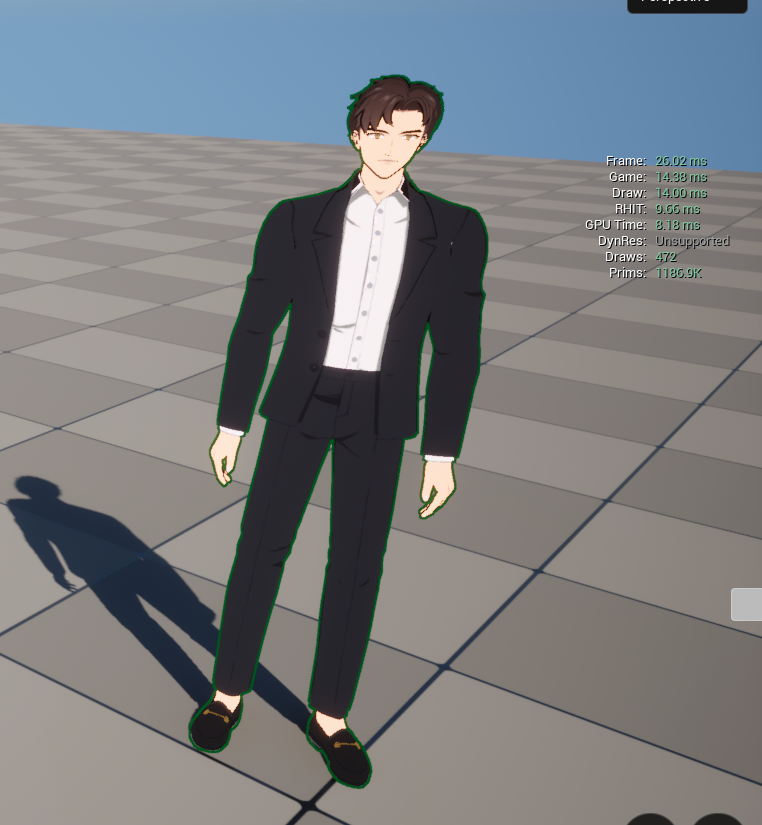 Perspective
Frame: 26.02 ms
Game: 14.38 ms
Draw: 14.00 ms
RHIT: 9.66 ms
GPU Time: 8.18 ms
DynRes: Unsupported
Draws: 472
Prims: 1186.9K